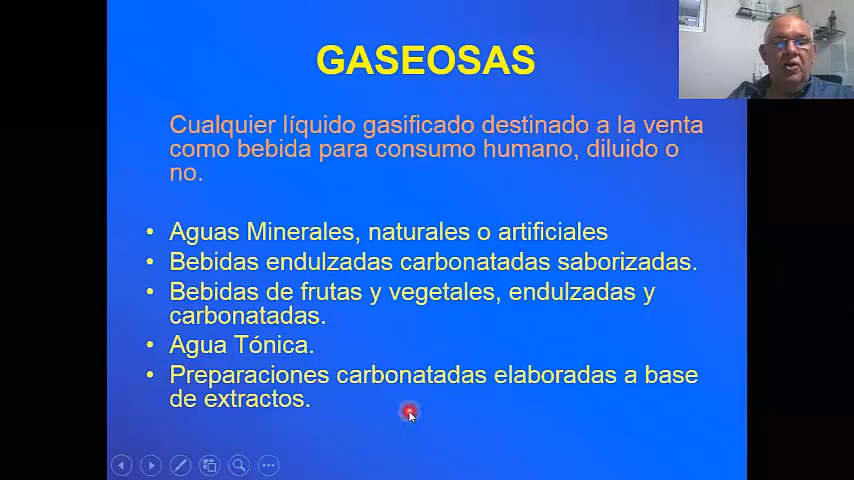 GASEOSAS
Cualquier líquido gasificado destinado a la venta
como bebida para consumo humano, diluido o
no.
• Aguas Minerales, naturales o artificiales
• Bebidas endulzadas carbonatadas saborizadas.
• Bebidas de frutas y vegetales, endulzadas y
carbonatadas.
• Agua Tónica.
• Preparaciones carbonatadas elaboradas a base
de extractos.